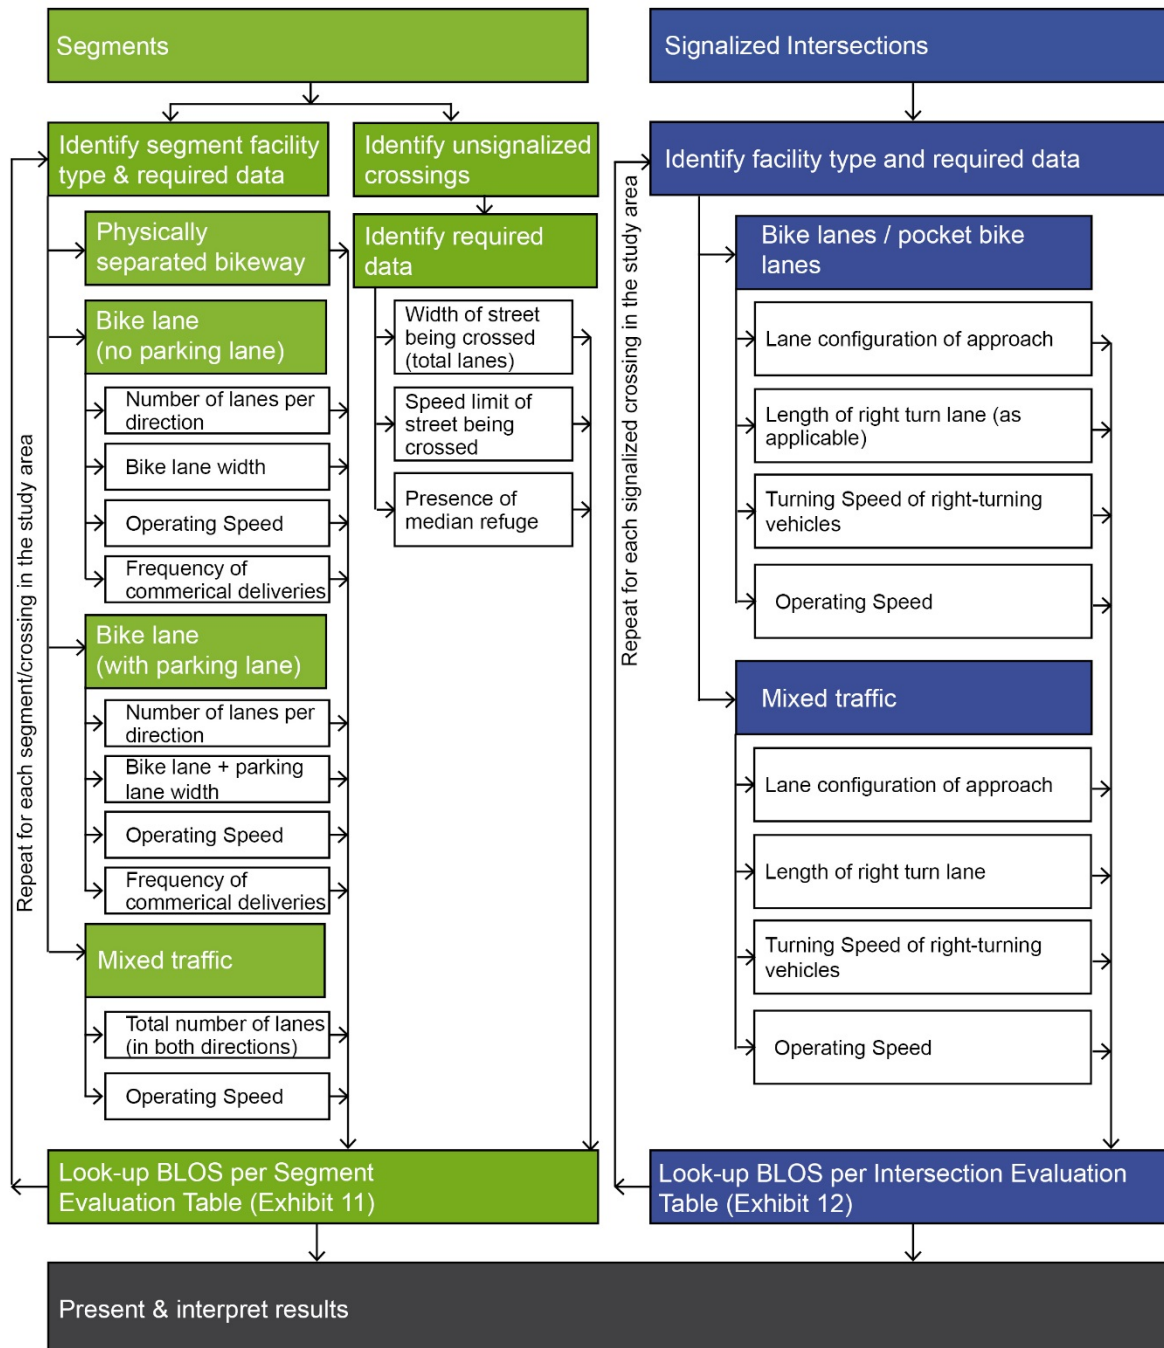 Segments
Identify segment facility
type & required data
Physically
separated bikeway
Bike lane
(no parking lane)
Number of lanes per
direction
Bike lane width
Operating Speed
Frequency of
commerical deliveries
Bike lane
(with parking lane)
Number of lanes per
direction
Bike lane + parking
lane width
Operating Speed
Frequency of
commerical deliveries
Mixed traffic
Total number of lanes
(in both directions)
Operating Speed
Identify unsignalized
crossings
Identify required
data
Width of street
being crossed
(total lanes)
Speed limit of
street being
crossed
Presence of
median refuge
Repeat for each segment/crossing in the study area
Look-up BLOS per Segment
Evaluation Table (Exhibit 11)
Signalized Intersections
Identify facility type and required data
Bike lanes / pocket bike
lanes
Lane configuration of approach
Length of right turn lane (as
applicable)
Turning Speed of right-turning
vehicles
Operating Speed
Mixed traffic
Lane configuration of approach
Length of right turn lane
Turning Speed of right-turning
vehicles
Operating Speed
Repeat for each signalized crossing in the study area
Look-up BLOS per Intersection Evaluation
Table (Exhibit 12)
Present & interpret results